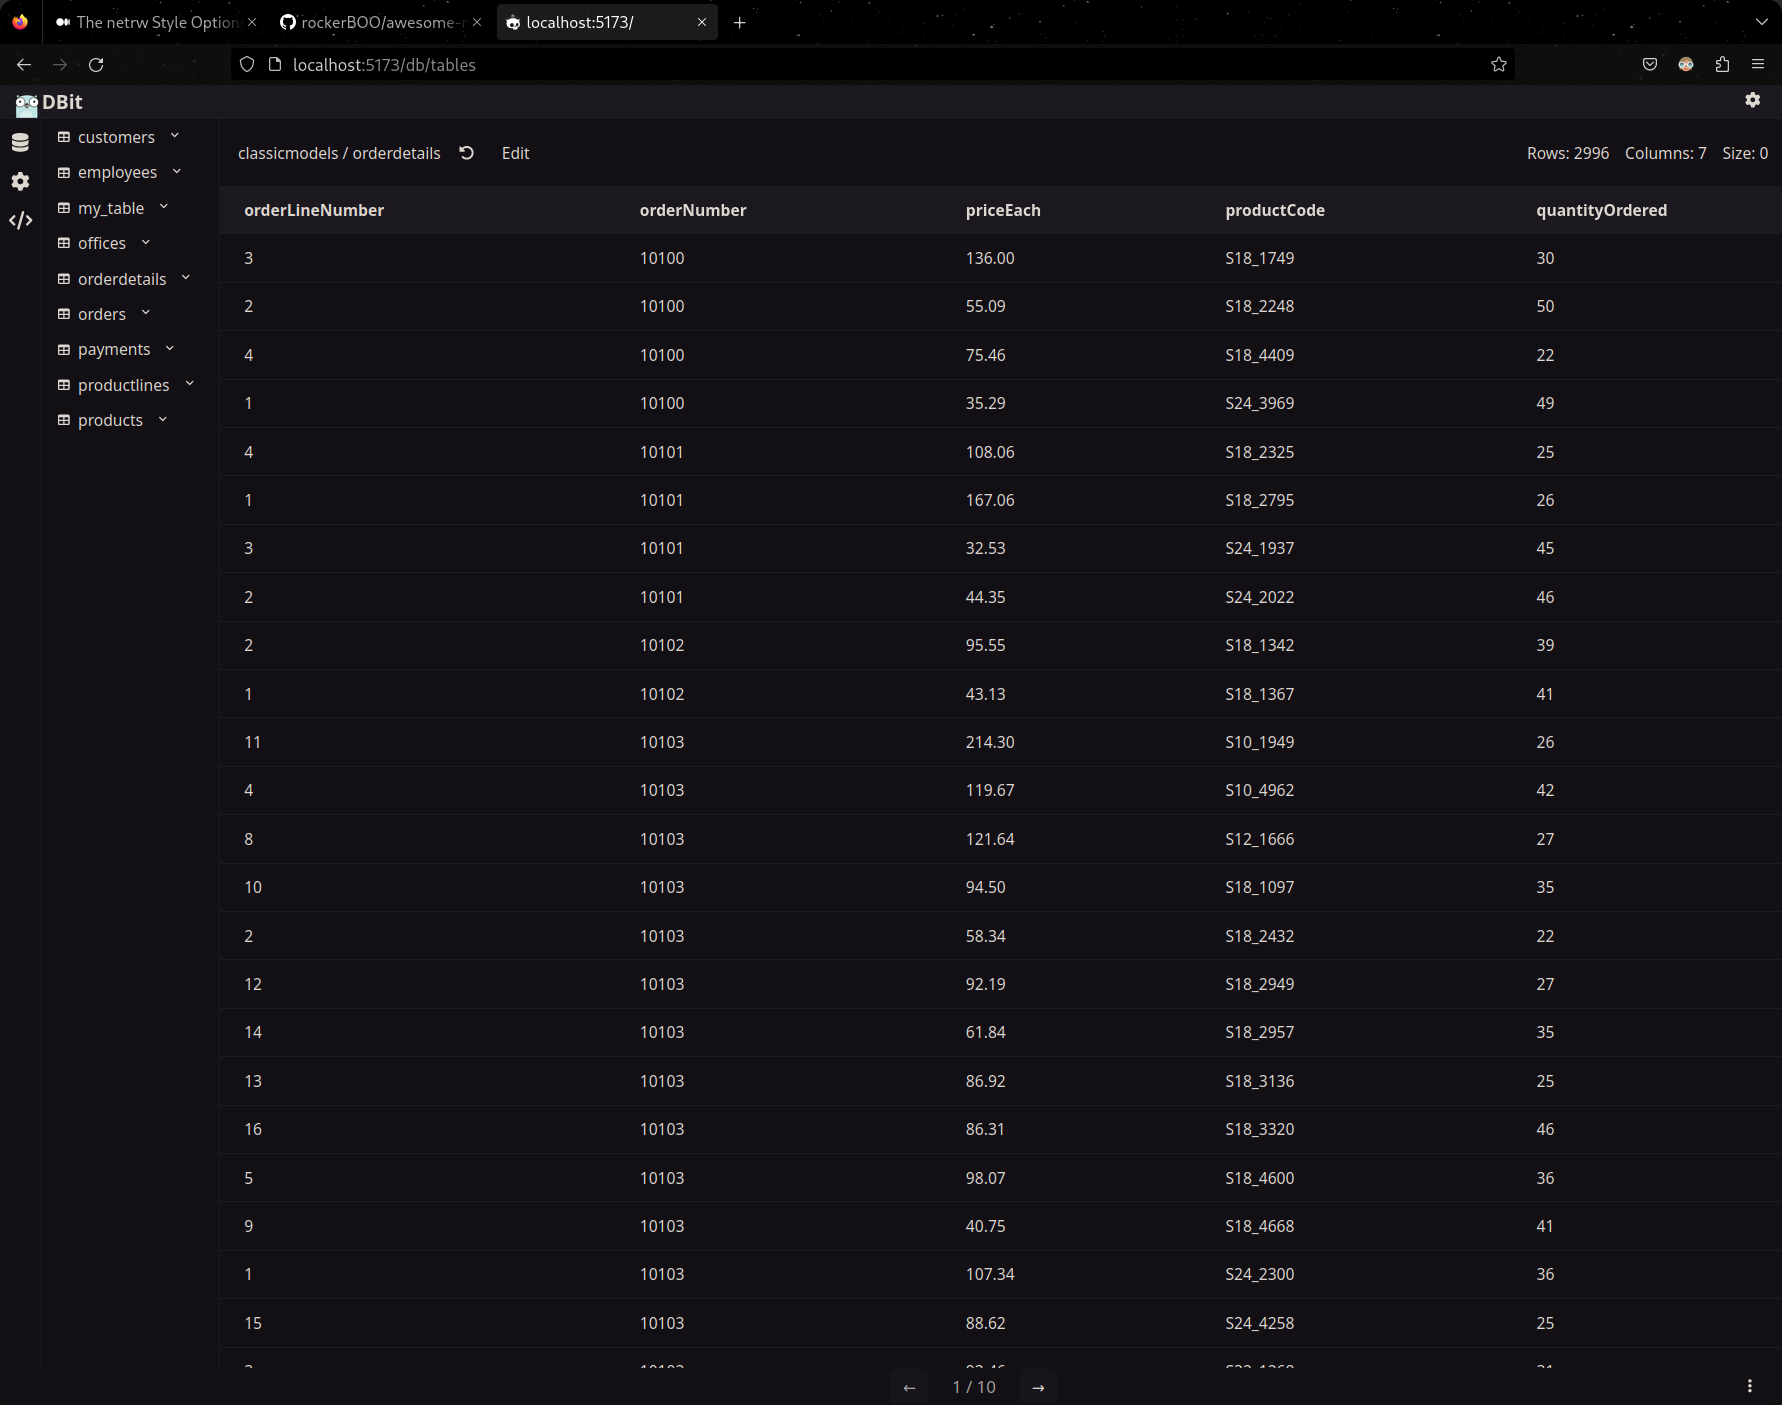 The netrw Style Option
rockerBOO/awesome-
localhost:5173/
localhost:5173/db/tables
DBit
customers
employees
my_table
offices
orderdetails
orders
payments
productlines
products
classicmodels / orderdetails Edit Rows: 2996 Columns: 7 Size: 0
orderLineNumber orderNumber priceEach productCode quantityOrdered
3 10100 136.00 S18_1749 30
2 10100 55.09 S18_2248 50
4 10100 75.46 S18_4409 22
1 10100 35.29 S24_3969 49
4 10101 108.06 S18_2325 25
1 10101 167.06 S18_2795 26
3 10101 32.53 S24_1937 45
2 10101 44.35 S24_2022 46
2 10102 95.55 S18_1342 39
1 10102 43.13 S18_1367 41
11 10103 214.30 S10_1949 26
4 10103 119.67 S10_4962 42
8 10103 121.64 S12_1666 27
10 10103 94.50 S18_1097 35
2 10103 58.34 S18_2432 22
12 10103 92.19 S18_2949 27
14 10103 61.84 S18_2957 35
13 10103 86.92 S18_3136 25
16 10103 86.31 S18_3320 46
5 10103 98.07 S18_4600 36
9 10103 40.75 S18_4668 41
1 10103 107.34 S24_2300 36
15 10103 88.62 S24_4258 25
← 1 / 10 →